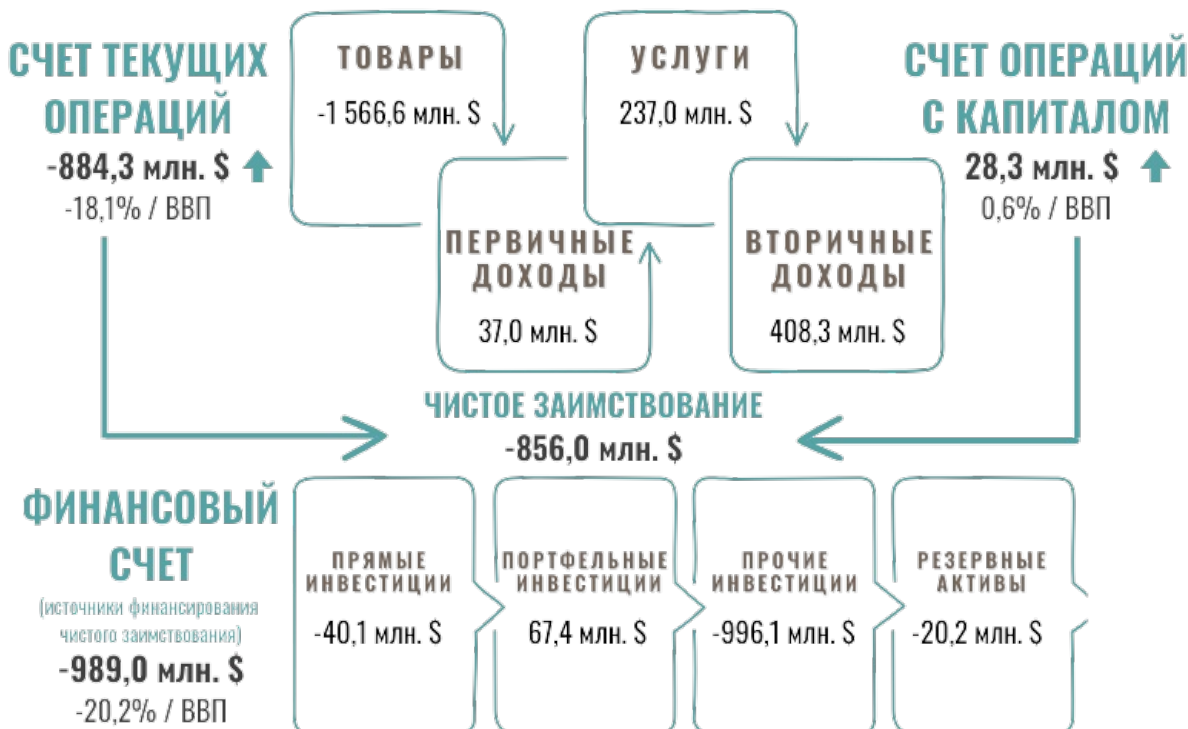 СЧЕТ ТЕКУЩИХ
ОПЕРАЦИЙ
-884,3 млн. $
-18,1% / ВВП
ТОВАРЫ
-1 566,6 млн. $
УСЛУГИ
237,0 млн. $
СЧЕТ ОПЕРАЦИЙ
С КАПИТАЛОМ
28,3 млн. $
0,6% / ВВП
ПЕРВИЧНЫЕ
ДОХОДЫ
37,0 млн. $
ВТОРИЧНЫЕ
ДОХОДЫ
408,3 млн. $
ЧИСТОЕ ЗАИМСТВОВАНИЕ
-856,0 млн. $
ФИНАНСОВЫЙ
СЧЕТ
(источники финансирования
чистого заимствования)
-989,0 млн. $
-20,2% / ВВП
ПРЯМЫЕ
ИНВЕСТИЦИИ
-40,1 млн. $
ПОРТФЕЛЬНЫЕ
ИНВЕСТИЦИИ
67,4 млн. $
ПРОЧИЕ
ИНВЕСТИЦИИ
-996,1 млн. $
РЕЗЕРВНЫЕ
АКТИВЫ
-20,2 млн. $